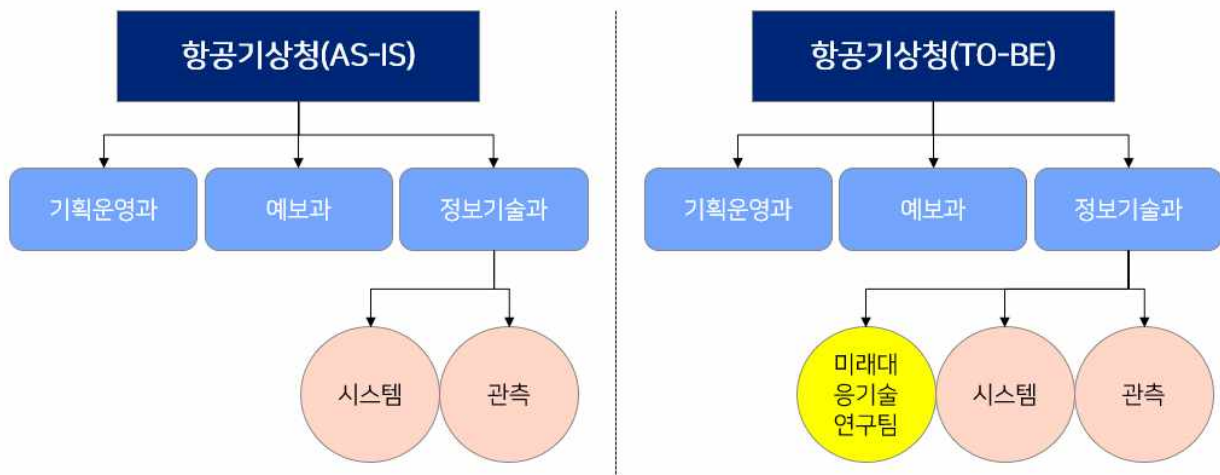 항공기상청(AS-IS)
기획운영과
예보과
정보기술과
시스템
관측
항공기상청(TO-BE)
기획운영과
예보과
정보기술과
미래대
응기술
연구팀
시스템
관측